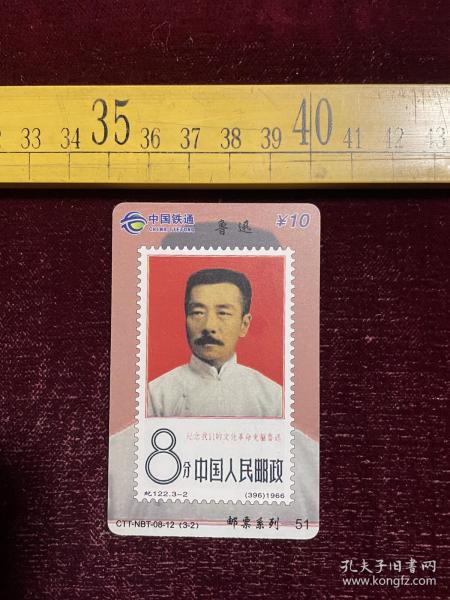 33 34 35 36 37 38 39 40 41 42 43
中国铁通
CHINA TIETONG
鲁迅
¥10
纪念我们的文化革命先驱鲁迅
8分 中国人民邮政
纪122.3-2 (396)1966
CTT-NBT-08-12 (3-2) 邮票系列 51
孔夫子旧书网
www.kongfz.com